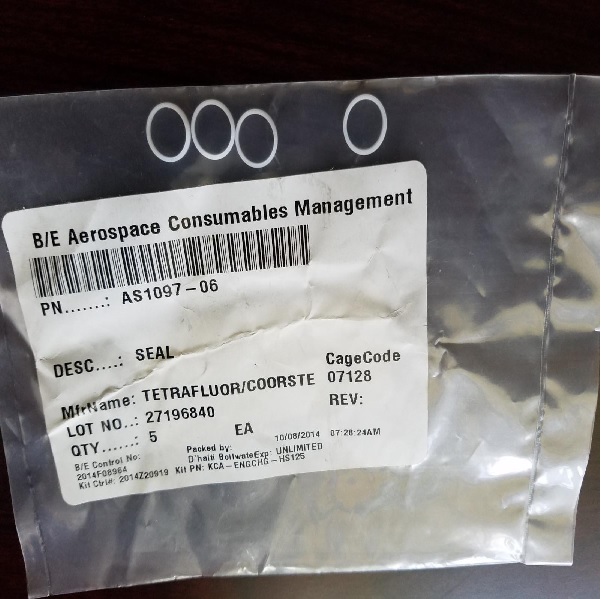 B/E Aerospace Consumables Management
PN.......: AS1097-06
DESC....: SEAL
CageCode
MfrName: TETRAFLUOR/COORSTE 07128
LOT NO..: 27196840 REV:
QTY......: 5 EA
10/08/2014 07:28:24AM
B/E Control No: Packed by:
2014F08964 D'haiti BoltwateExp: UNLIMITED
Kit Ctrl#: 2014Z20919 Kit PN: KCA-ENGCHG-HS125